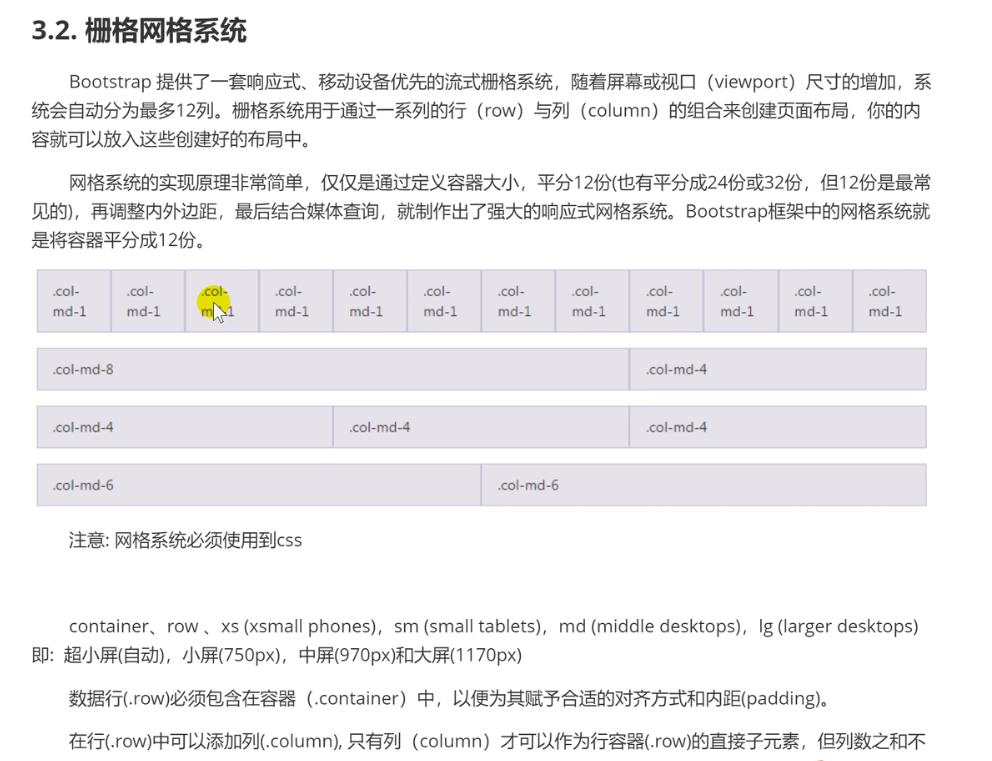 3.2. 栅格网格系统
Bootstrap 提供了一套响应式、移动设备优先的流式栅格系统，随着屏幕或视口（viewport）尺寸的增加，系
统会自动分为最多12列。栅格系统用于通过一系列的行（row）与列（column）的组合来创建页面布局，你的内
容就可以放入这些创建好的布局中。
网格系统的实现原理非常简单，仅仅是通过定义容器大小，平分12份(也有平分成24份或32份，但12份是最常
见的)，再调整内外边距，最后结合媒体查询，就制作出了强大的响应式网格系统。Bootstrap框架中的网格系统就
是将容器平分成12份。
.col- .col- .col- .col- .col- .col- .col- .col- .col- .col- .col- .col-
md-1 md-1 md-1 md-1 md-1 md-1 md-1 md-1 md-1 md-1 md-1 md-1
.col-md-8 .col-md-4
.col-md-4 .col-md-4 .col-md-4
.col-md-6 .col-md-6
注意: 网格系统必须使用到css
container、row 、xs (xsmall phones)，sm (small tablets)，md (middle desktops)，lg (larger desktops)
即: 超小屏(自动)，小屏(750px)，中屏(970px)和大屏(1170px)
数据行(.row)必须包含在容器（.container）中，以便为其赋予合适的对齐方式和内距(padding)。
在行(.row)中可以添加列(.column), 只有列（column）才可以作为行容器(.row)的直接子元素，但列数之和不